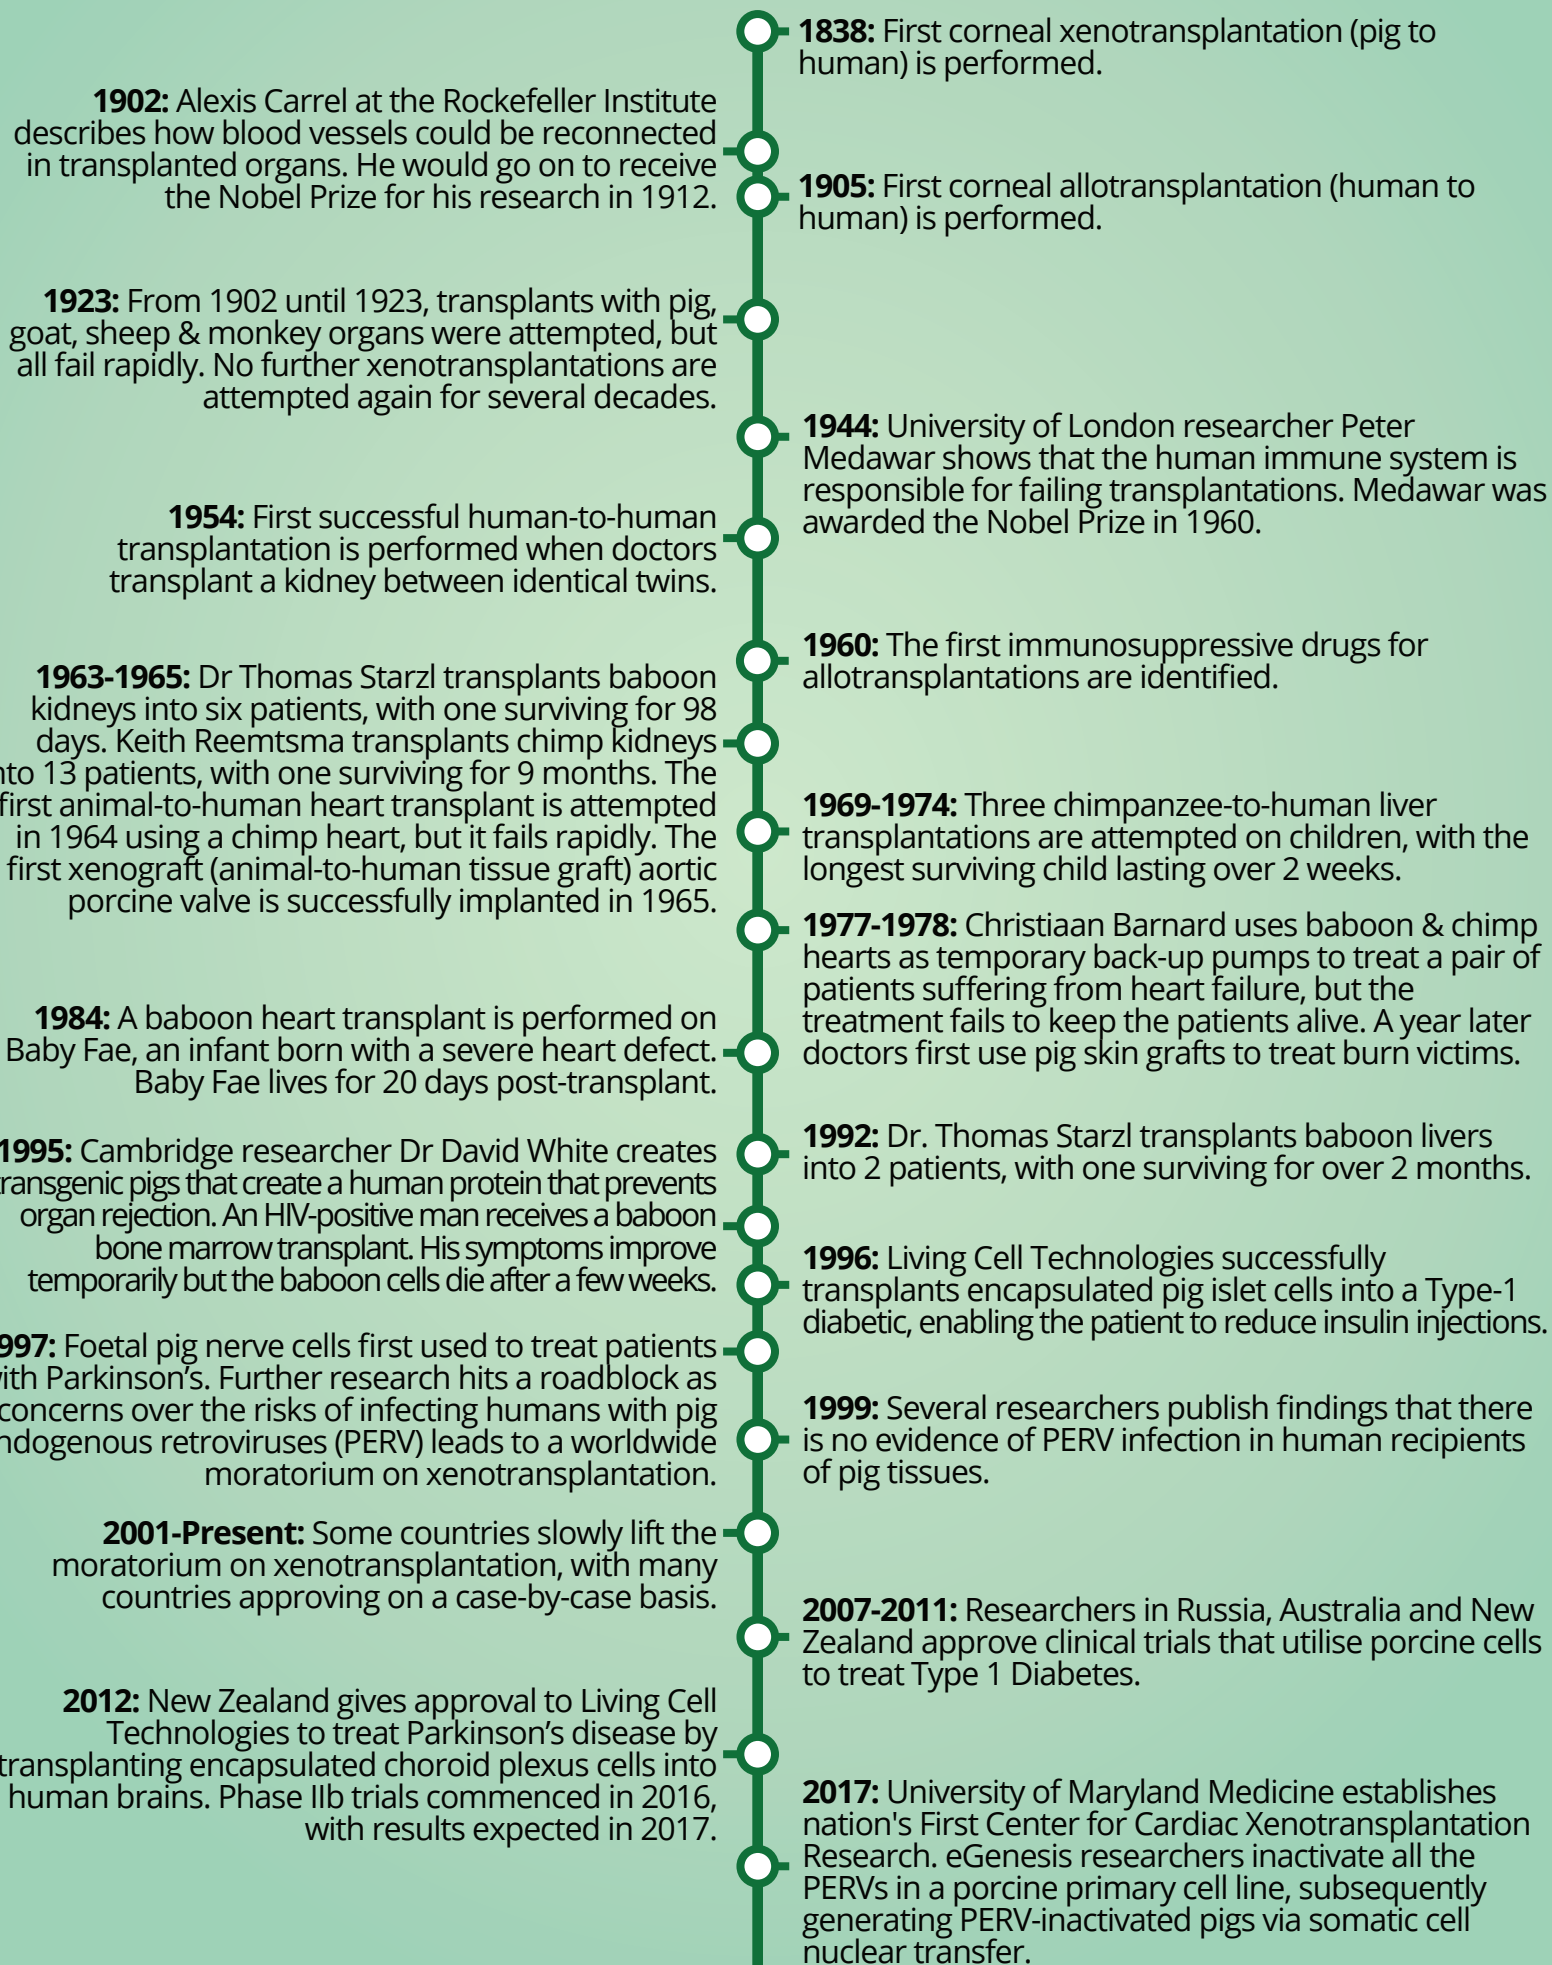 1838: First corneal xenotransplantation (pig to
human) is performed.
1902: Alexis Carrel at the Rockefeller Institute
describes how blood vessels could be reconnected
in transplanted organs. He would go on to receive
the Nobel Prize for his research in 1912.
1905: First corneal allotransplantation (human to
human) is performed.
1923: From 1902 until 1923, transplants with pig,
goat, sheep & monkey organs were attempted, but
all fail rapidly. No further xenotransplantations are
attempted again for several decades.
1944: University of London researcher Peter
Medawar shows that the human immune system is
responsible for failing transplantations. Medawar was
awarded the Nobel Prize in 1960.
1954: First successful human-to-human
transplantation is performed when doctors
transplant a kidney between identical twins.
1960: The first immunosuppressive drugs for
allotransplantations are identified.
1963-1965: Dr Thomas Starzl transplants baboon
kidneys into six patients, with one surviving for 98
days. Keith Reemtsma transplants chimp kidneys
nto 13 patients, with one surviving for 9 months. The
first animal-to-human heart transplant is attempted
in 1964 using a chimp heart, but it fails rapidly. The
first xenograft (animal-to-human tissue graft) aortic
porcine valve is successfully implanted in 1965.
1969-1974: Three chimpanzee-to-human liver
transplantations are attempted on children, with the
longest surviving child lasting over 2 weeks.
1977-1978: Christiaan Barnard uses baboon & chimp
hearts as temporary back-up pumps to treat a pair of
patients suffering from heart failure, but the
treatment fails to keep the patients alive. A year later
doctors first use pig skin grafts to treat burn victims.
1984: A baboon heart transplant is performed on
Baby Fae, an infant born with a severe heart defect.
Baby Fae lives for 20 days post-transplant.
1992: Dr. Thomas Starzl transplants baboon livers
into 2 patients, with one surviving for over 2 months.
1995: Cambridge researcher Dr David White creates
transgenic pigs that create a human protein that prevents
organ rejection. An HIV-positive man receives a baboon
bone marrow transplant. His symptoms improve
temporarily but the baboon cells die after a few weeks.
1996: Living Cell Technologies successfully
transplants encapsulated pig islet cells into a Type-1
diabetic, enabling the patient to reduce insulin injections.
997: Foetal pig nerve cells first used to treat patients
ith Parkinson's. Further research hits a roadblock as
concerns over the risks of infecting humans with pig
ndogenous retroviruses (PERV) leads to a worldwide
moratorium on xenotransplantation.
1999: Several researchers publish findings that there
is no evidence of PERV infection in human recipients
of pig tissues.
2001-Present: Some countries slowly lift the
moratorium on xenotransplantation, with many
countries approving on a case-by-case basis.
2007-2011: Researchers in Russia, Australia and New
Zealand approve clinical trials that utilise porcine cells
to treat Type 1 Diabetes.
2012: New Zealand gives approval to Living Cell
Technologies to treat Parkinson's disease by
transplanting encapsulated choroid plexus cells into
human brains. Phase IIb trials commenced in 2016,
with results expected in 2017.
2017: University of Maryland Medicine establishes
nation's First Center for Cardiac Xenotransplantation
Research. eGenesis researchers inactivate all the
PERVs in a porcine primary cell line, subsequently
generating PERV-inactivated pigs via somatic cell
nuclear transfer.